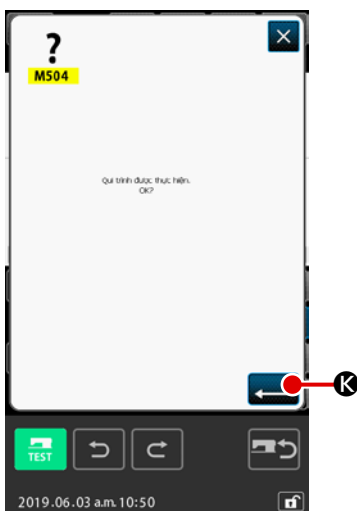 ?
M504
Qui trình được thực hiện.
OK?
K
TEST
2019.06.03 a.m. 10:50